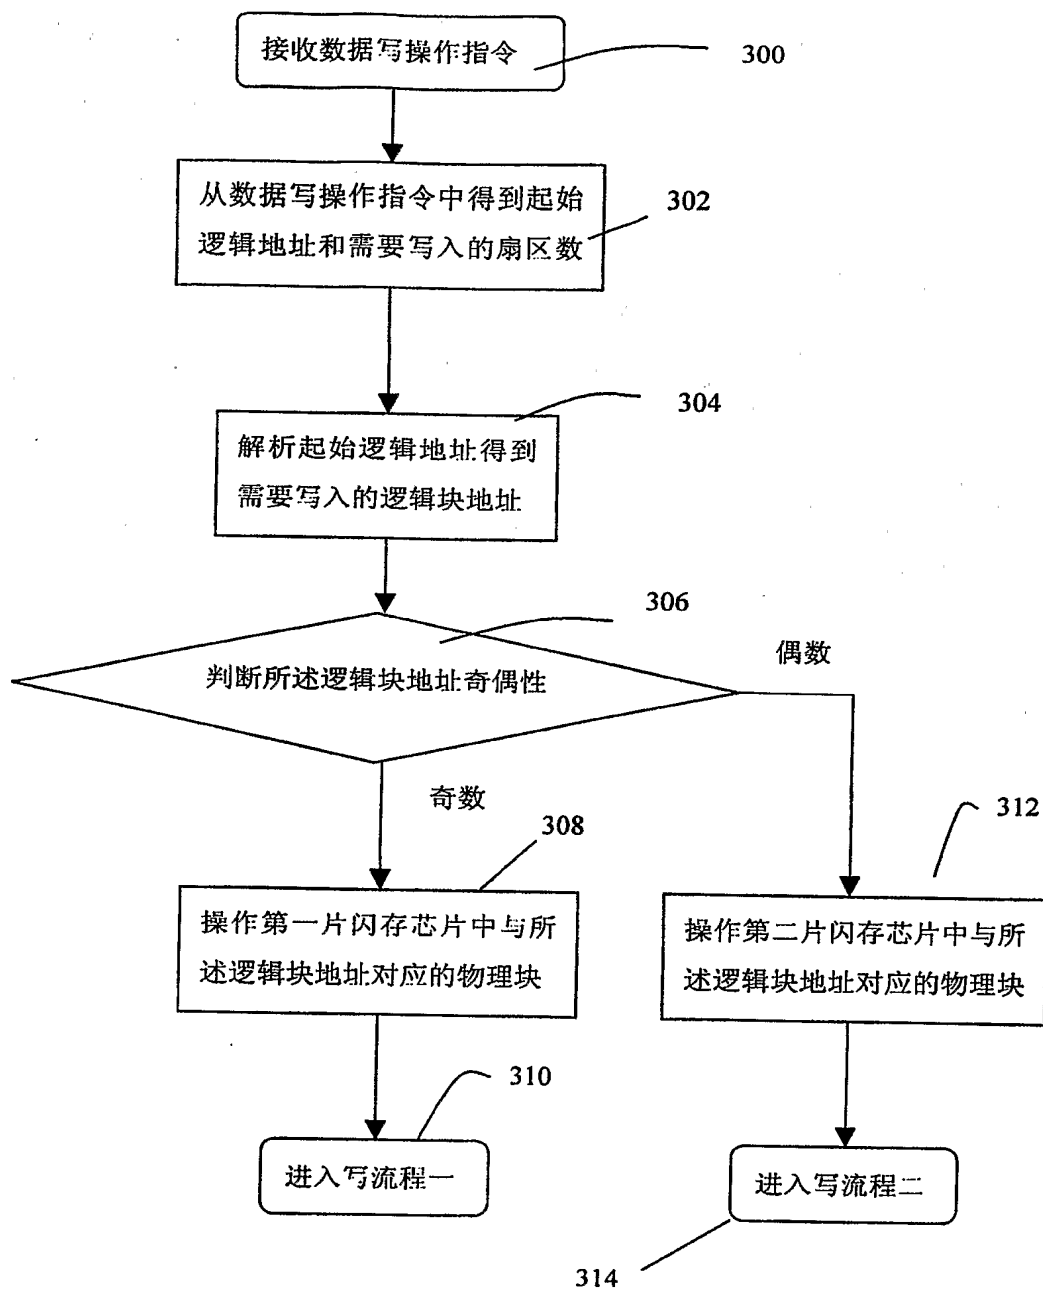 接收数据写操作指令
300
从数据写操作指令中得到起始
逻辑地址和需要写入的扇区数
302
304
解析起始逻辑地址得到
需要写入的逻辑块地址
306
判断所述逻辑块地址奇偶性
偶数
奇数
308
312
操作第一片闪存芯片中与所
述逻辑块地址对应的物理块
操作第二片闪存芯片中与所
述逻辑块地址对应的物理块
310
进入写流程一
进入写流程二
314